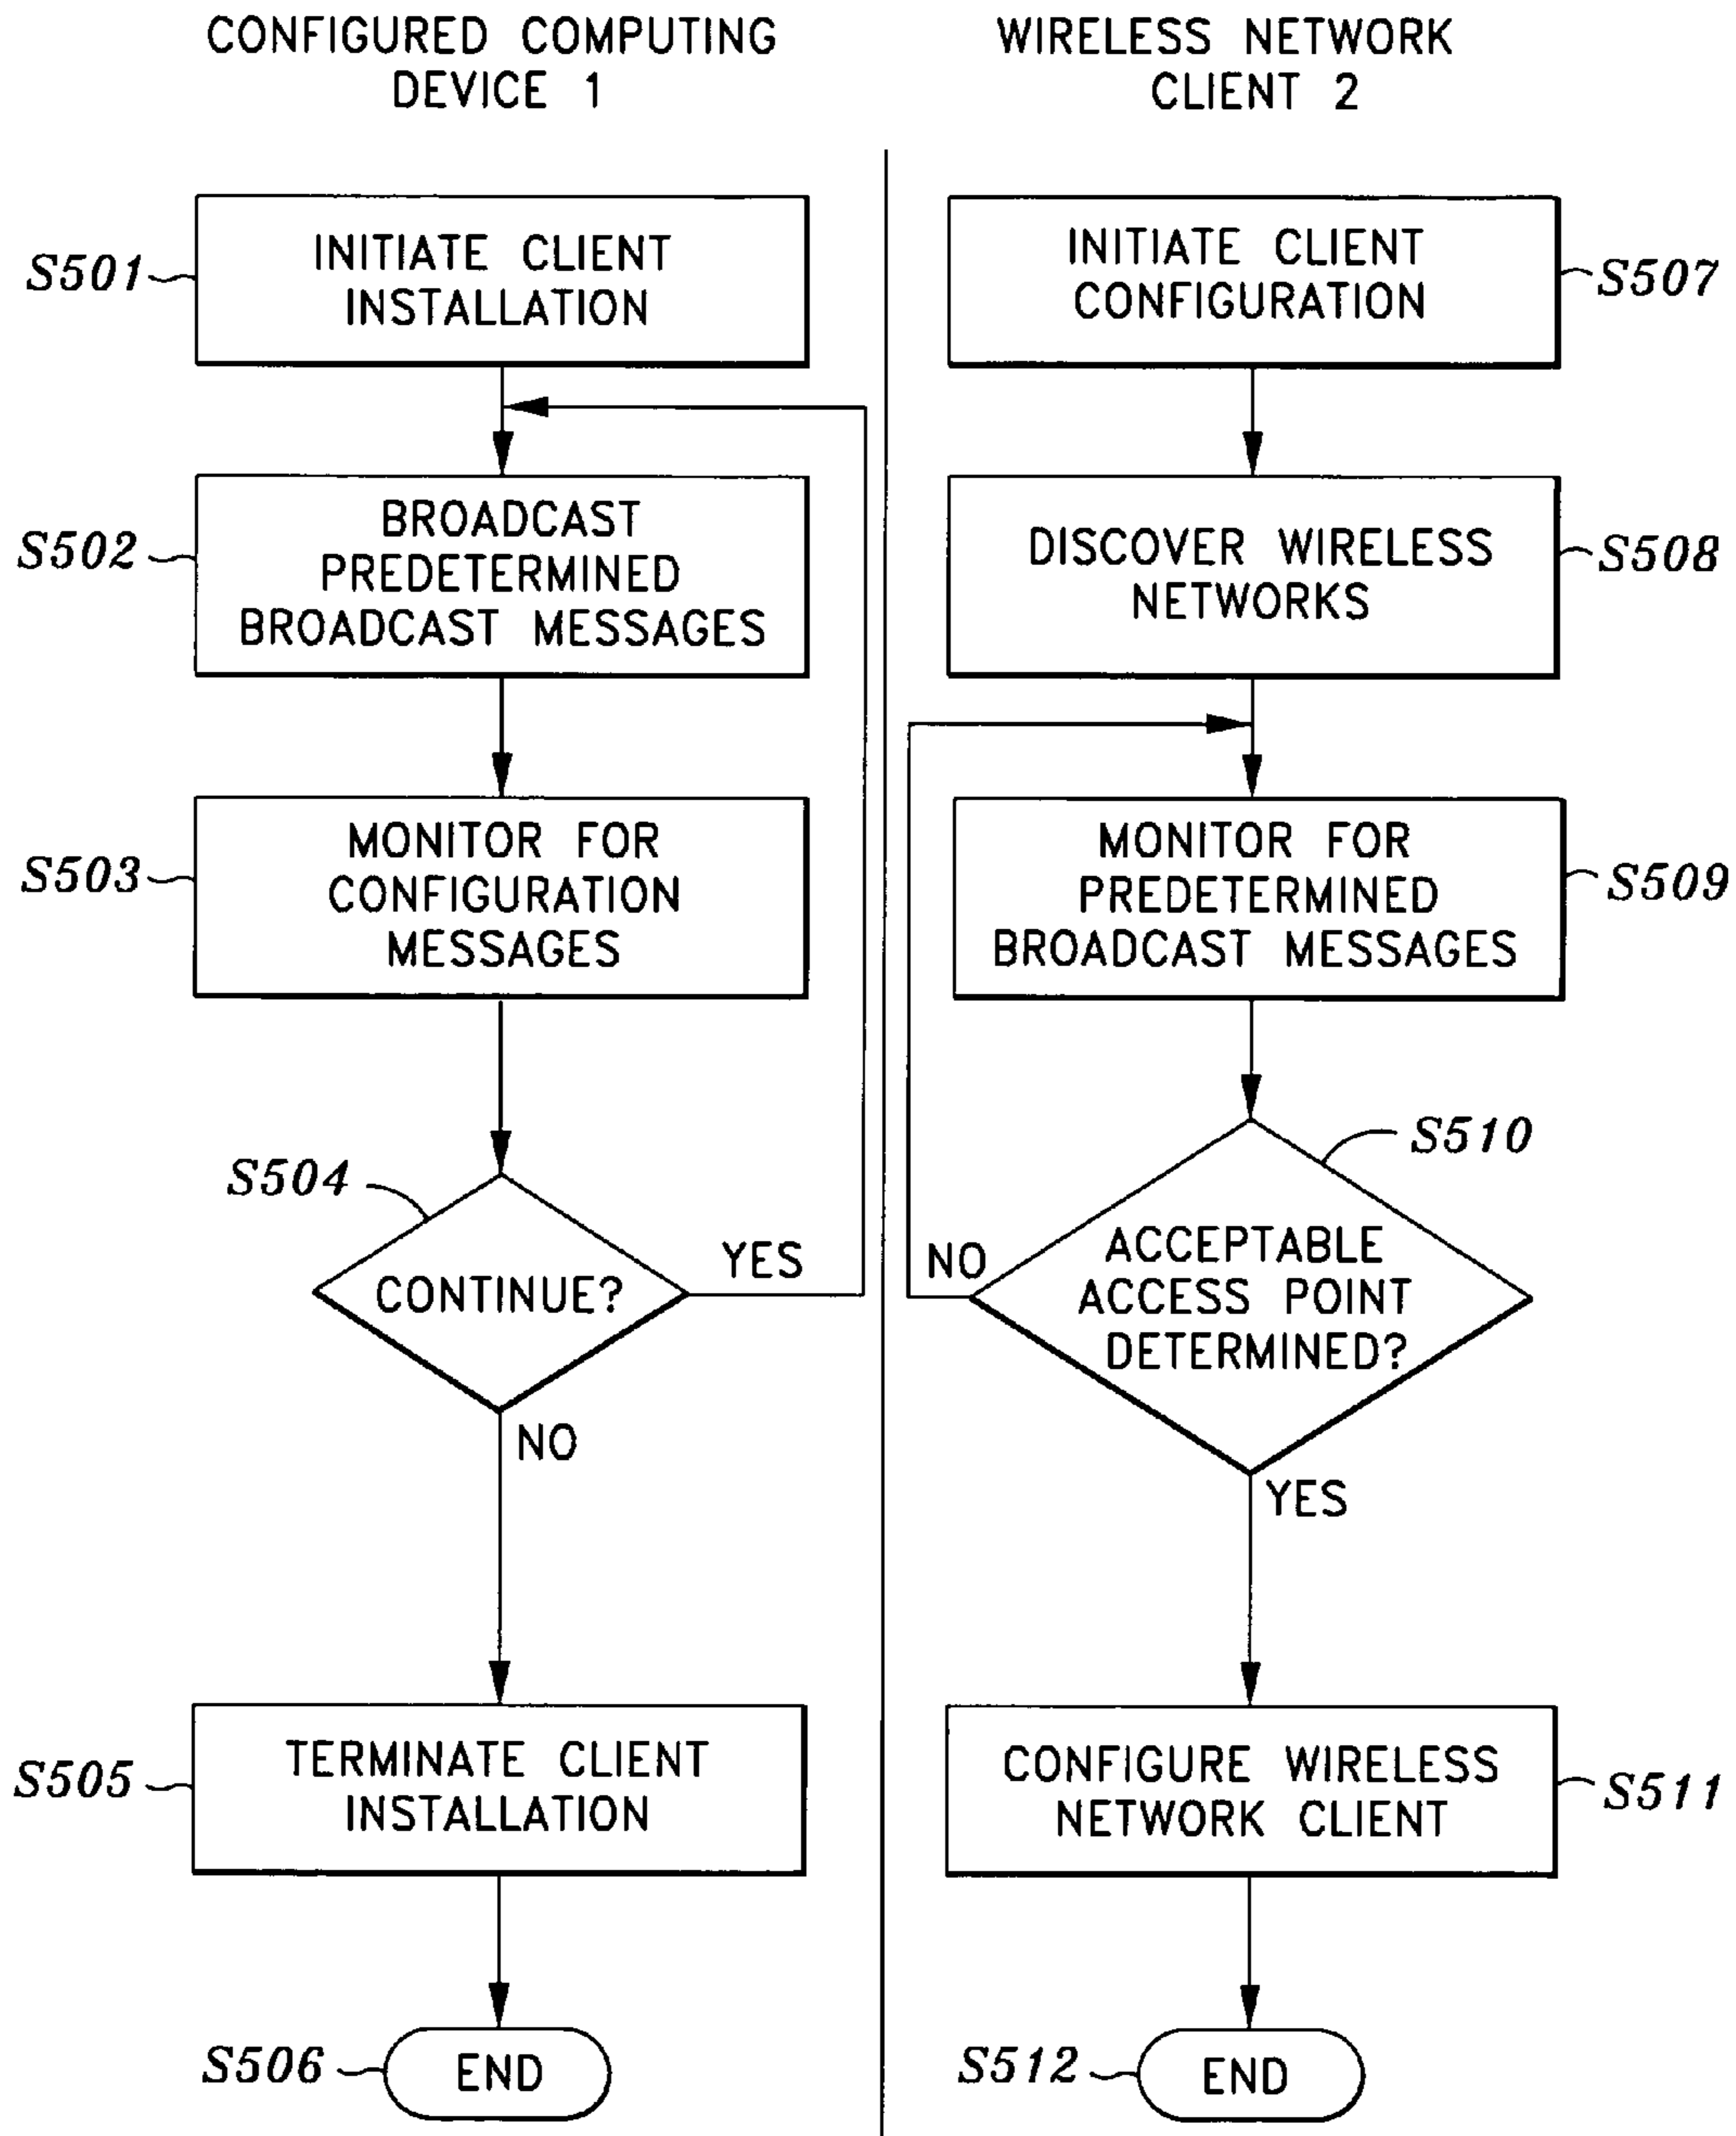 CONFIGURED COMPUTING
DEVICE 1
S501
INITIATE CLIENT
INSTALLATION
S502
BROADCAST
PREDETERMINED
BROADCAST MESSAGES
S503
MONITOR FOR
CONFIGURATION
MESSAGES
S504
CONTINUE?
YES
NO
S505
TERMINATE CLIENT
INSTALLATION
S506
END
WIRELESS NETWORK
CLIENT 2
INITIATE CLIENT
CONFIGURATION
S507
DISCOVER WIRELESS
NETWORKS
S508
MONITOR FOR
PREDETERMINED
BROADCAST MESSAGES
S509
S510
NO
ACCEPTABLE
ACCESS POINT
DETERMINED?
YES
CONFIGURE WIRELESS
NETWORK CLIENT
S511
S512
END